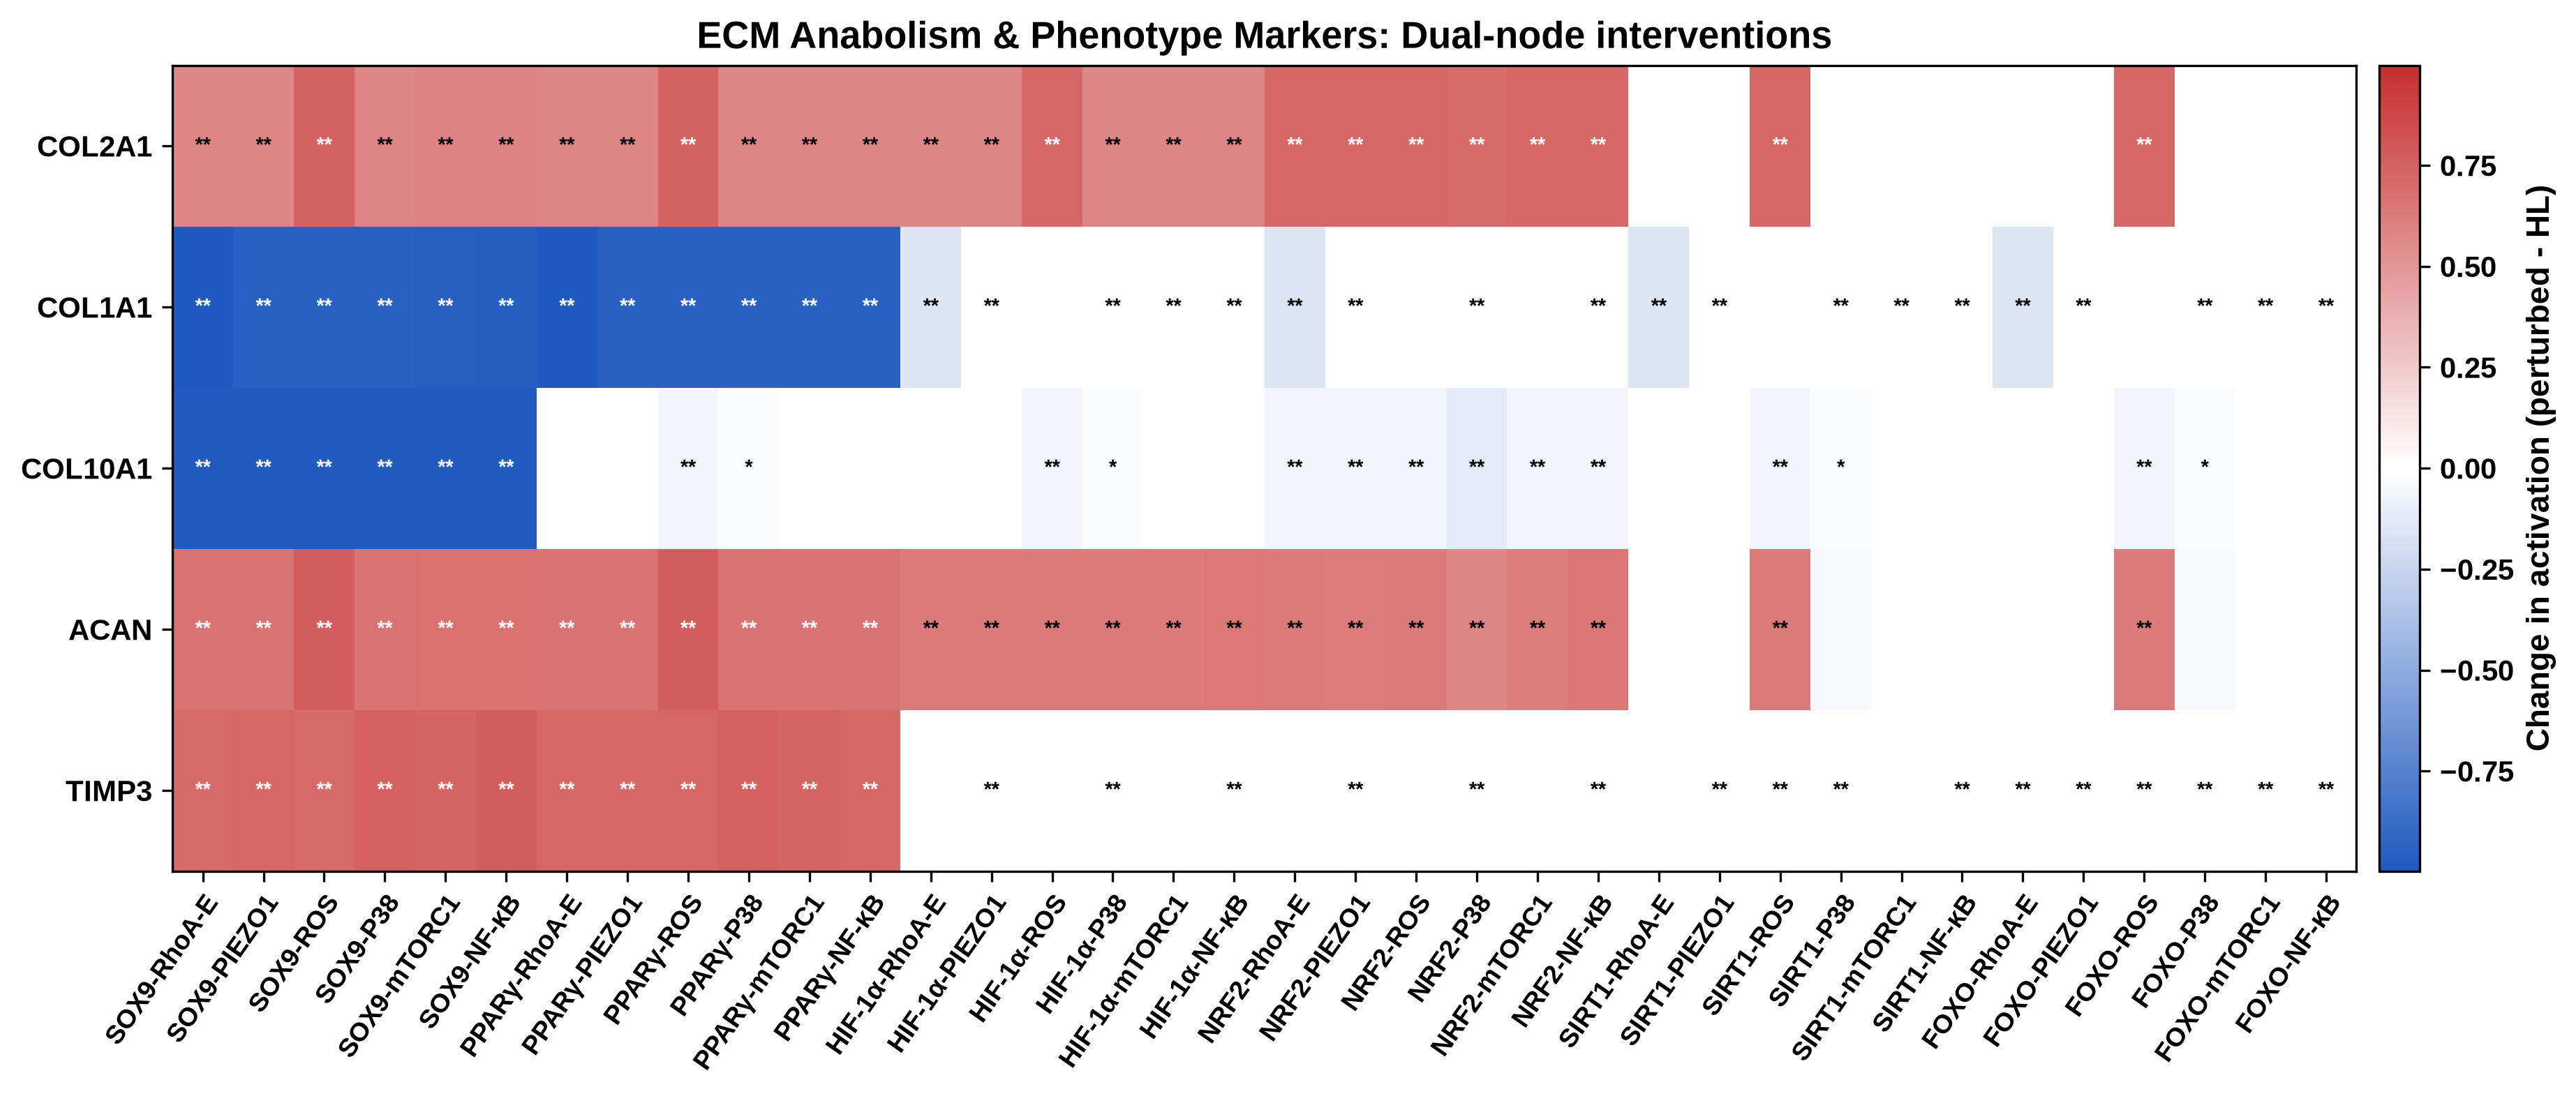 ECM Anabolism & Phenotype Markers: Dual-node interventions
COL2A1
** ** ** ** ** ** ** ** ** ** ** ** ** ** ** ** ** ** ** ** ** ** ** ** ** **
COL1A1
** ** ** ** ** ** ** ** ** ** ** ** ** ** ** ** ** ** ** ** ** ** ** ** ** ** ** ** ** ** **
COL10A1
** ** ** ** ** ** ** * ** * ** ** ** ** ** ** ** * ** *
ACAN
** ** ** ** ** ** ** ** ** ** ** ** ** ** ** ** ** ** ** ** ** ** ** ** ** **
TIMP3
** ** ** ** ** ** ** ** ** ** ** ** ** ** ** ** ** ** ** ** ** ** ** ** ** ** ** **
SOX9-RhoA-E
SOX9-PIEZO1
SOX9-ROS
SOX9-P38
SOX9-mTORC1
SOX9-NF-κB
PPARγ-RhoA-E
PPARγ-PIEZO1
PPARγ-ROS
PPARγ-P38
PPARγ-mTORC1
PPARγ-NF-κB
HIF-1α-RhoA-E
HIF-1α-PIEZO1
HIF-1α-ROS
HIF-1α-P38
HIF-1α-mTORC1
HIF-1α-NF-κB
NRF2-RhoA-E
NRF2-PIEZO1
NRF2-ROS
NRF2-P38
NRF2-mTORC1
NRF2-NF-κB
SIRT1-RhoA-E
SIRT1-PIEZO1
SIRT1-ROS
SIRT1-P38
SIRT1-mTORC1
SIRT1-NF-κB
FOXO-RhoA-E
FOXO-PIEZO1
FOXO-ROS
FOXO-P38
FOXO-mTORC1
FOXO-NF-κB
0.75
0.50
0.25
0.00
−0.25
−0.50
−0.75
Change in activation (perturbed - HL)